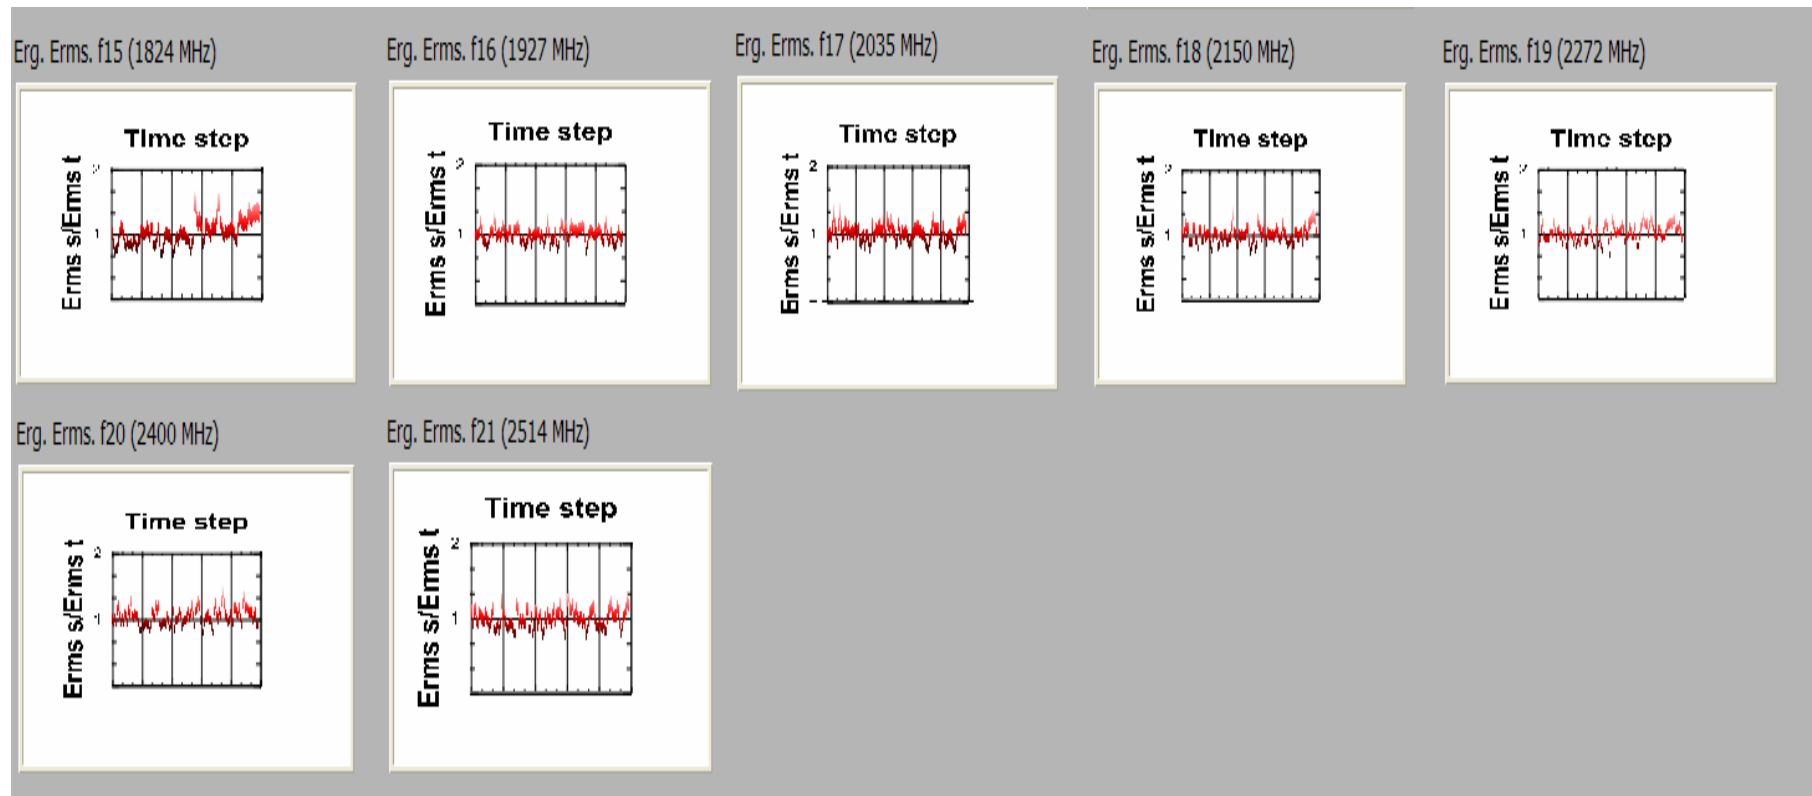 Erg. Erms. f15 (1824 MHz)
Erg. Erms. f16 (1927 MHz)
Erg. Erms. f17 (2035 MHz)
Erg. Erms. f18 (2150 MHz)
Erg. Erms. f19 (2272 MHz)
Time step
2
1
Erms s/Erms t
Time step
2
1
Erms s/Erms t
Time step
2
1
Erms s/Erms t
Time step
2
1
Erms s/Erms t
Time step
2
1
Erms s/Erms t
Erg. Erms. f20 (2400 MHz)
Erg. Erms. f21 (2514 MHz)
Time step
2
1
Erms s/Erms t
Time step
2
1
Erms s/Erms t